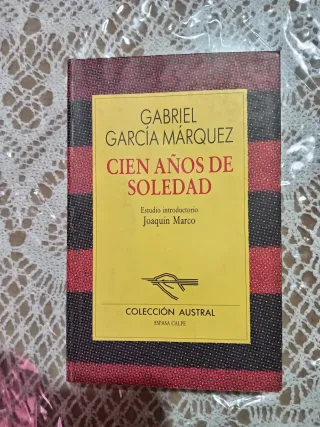 GABRIEL
GARCÍA MÁRQUEZ
CIEN AÑOS DE
SOLEDAD
Estudio introductorio
Joaquín Marco
COLECCIÓN AUSTRAL
ESPASA CALPE